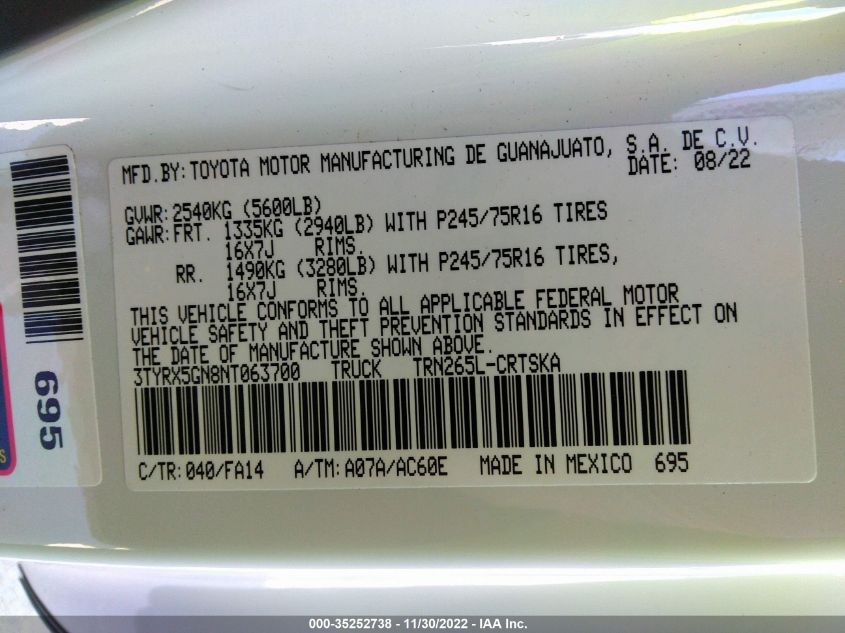 MFD.BY:TOYOTA MOTOR MANUFACTURING DE GUANAJUATO, S.A. DE C.V.
DATE: 08/22
GVWR:2540KG (5600LB)
GAWR:FRT. 1335KG (2940LB) WITH P245/75R16 TIRES
16X7J RIMS.
RR. 1490KG (3280LB) WITH P245/75R16 TIRES,
16X7J RIMS.
THIS VEHICLE CONFORMS TO ALL APPLICABLE FEDERAL MOTOR
VEHICLE SAFETY AND THEFT PREVENTION STANDARDS IN EFFECT ON
THE DATE OF MANUFACTURE SHOWN ABOVE.
3TYRX5GN8NT063700 TRUCK TRN265L-CRTSKA
C/TR:040/FA14 A/TM:A07A/AC60E MADE IN MEXICO 695
695
000-35252738 - 11/30/2022 - IAA Inc.